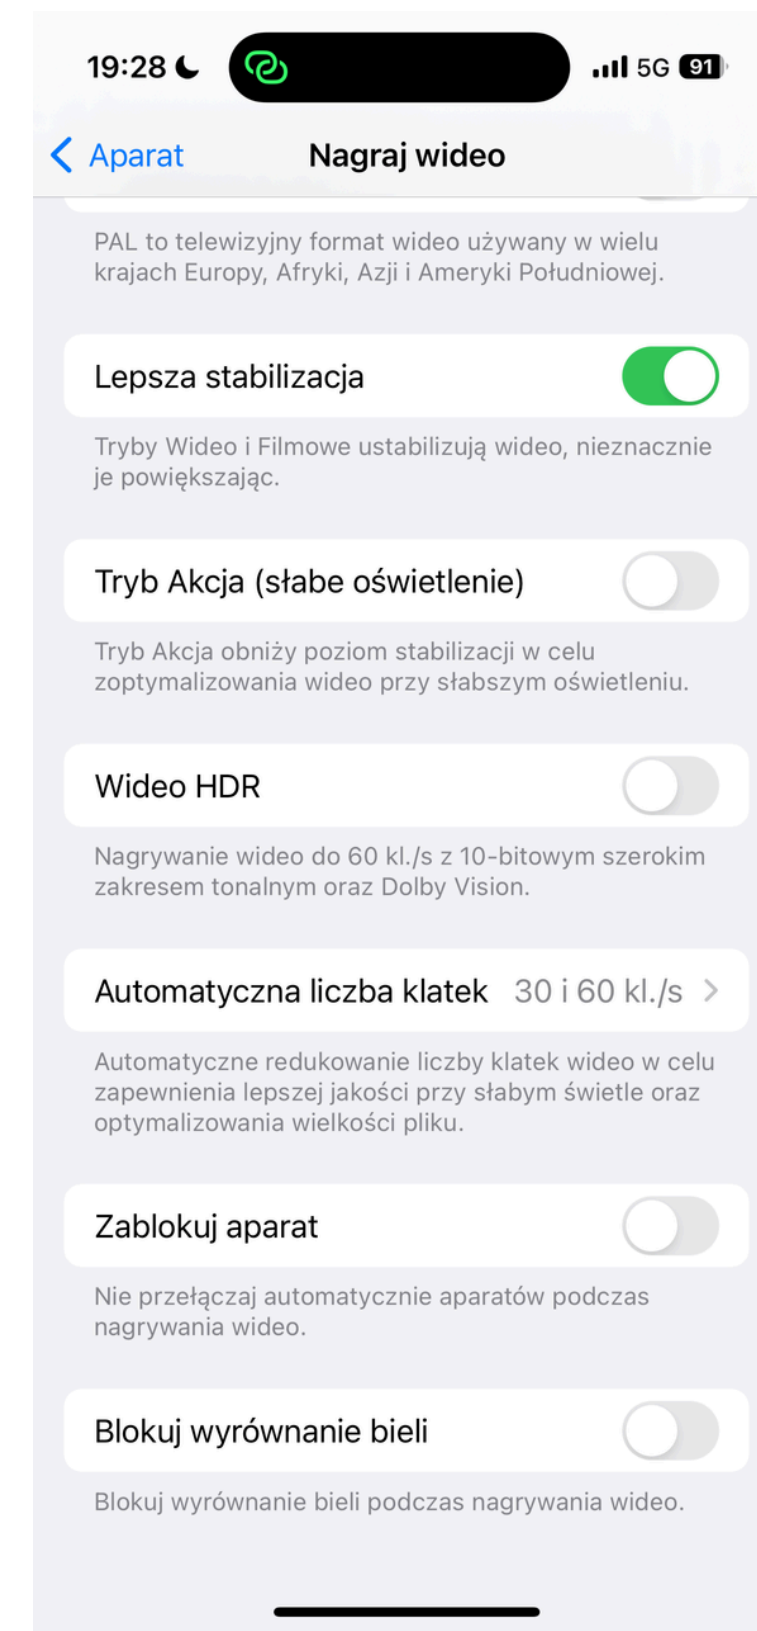 19:28 5G 91
Aparat Nagraj wideo
PAL to telewizyjny format wideo używany w wielu
krajach Europy, Afryki, Azji i Ameryki Południowej.
Lepsza stabilizacja
Tryby Wideo i Filmowe ustabilizują wideo, nieznacznie
je powiększając.
Tryb Akcja (słabe oświetlenie)
Tryb Akcja obniży poziom stabilizacji w celu
zoptymalizowania wideo przy słabszym oświetleniu.
Wideo HDR
Nagrywanie wideo do 60 kl./s z 10-bitowym szerokim
zakresem tonalnym oraz Dolby Vision.
Automatyczna liczba klatek 30 i 60 kl./s
Automatyczne redukowanie liczby klatek wideo w celu
zapewnienia lepszej jakości przy słabym świetle oraz
optymalizowania wielkości pliku.
Zablokuj aparat
Nie przełączaj automatycznie aparatów podczas
nagrywania wideo.
Blokuj wyrównanie bieli
Blokuj wyrównanie bieli podczas nagrywania wideo.